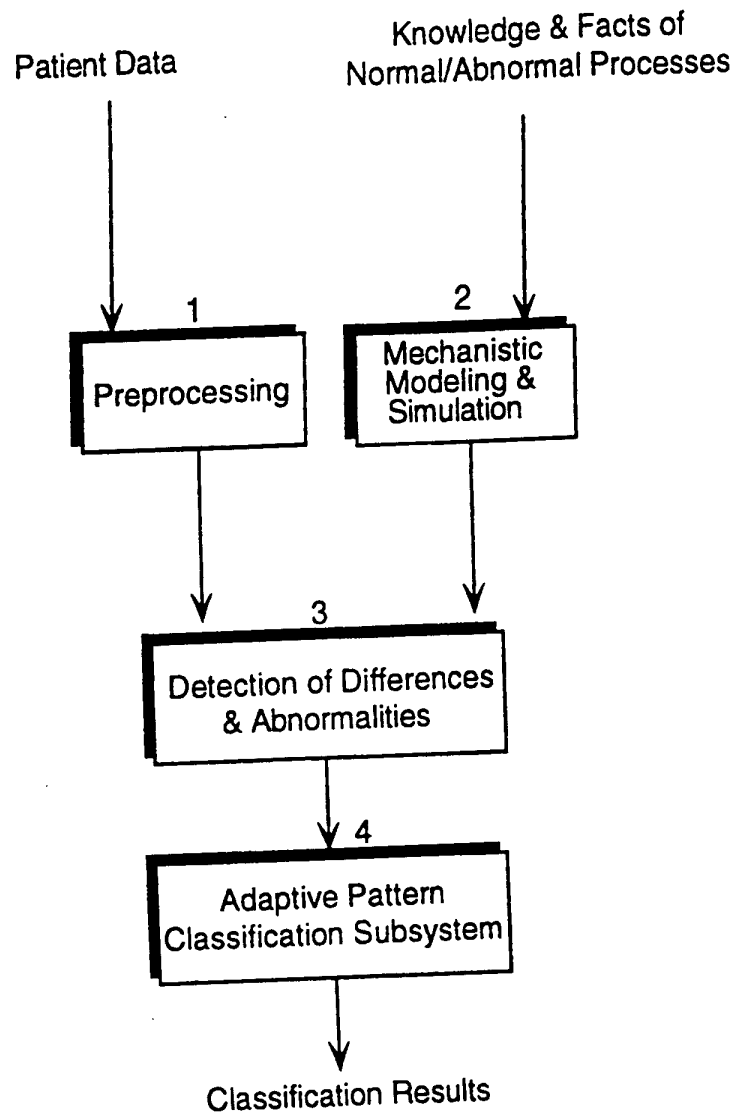 Patient Data
Knowledge & Facts of
Normal/Abnormal Processes
1
Preprocessing
2
Mechanistic
Modeling &
Simulation
3
Detection of Differences
& Abnormalities
4
Adaptive Pattern
Classification Subsystem
Classification Results